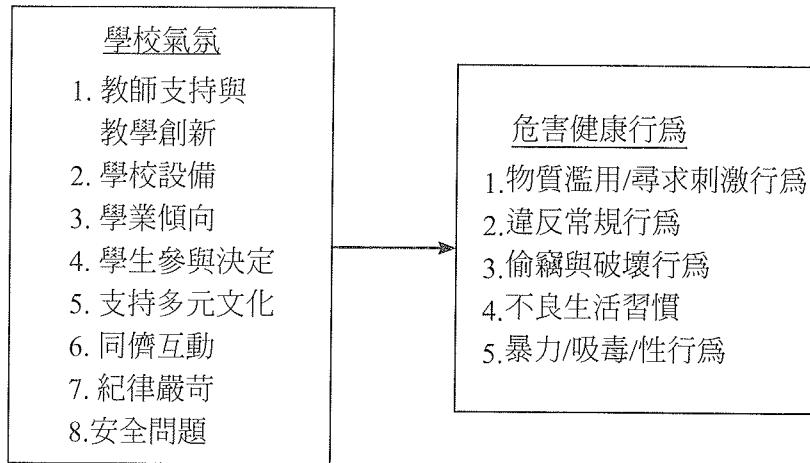 學校氣氛
1. 教師支持與
教學創新
2. 學校設備
3. 學業傾向
4. 學生參與決定
5. 支持多元文化
6. 同儕互動
7. 紀律嚴苛
8.安全問題
危害健康行爲
1.物質濫用/尋求刺激行爲
2.違反常規行爲
3.偷竊與破壞行爲
4.不良生活習慣
5.暴力/吸毒/性行爲